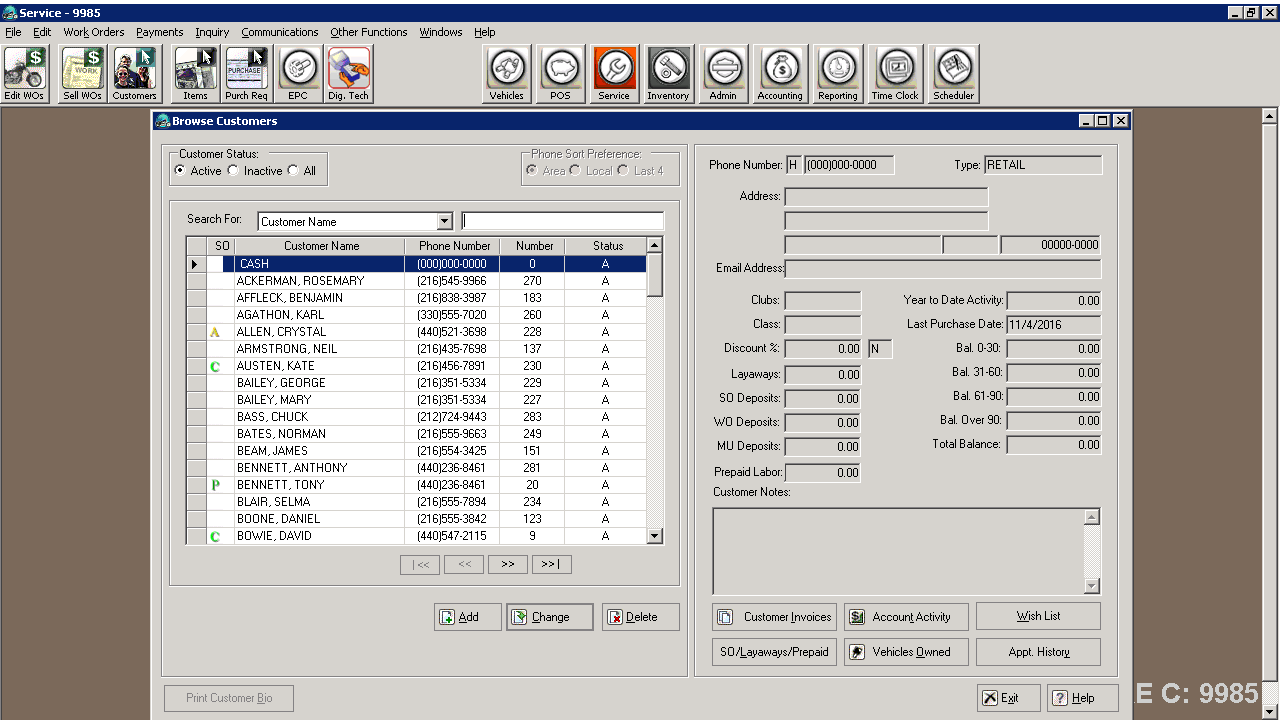 Service - 9985
File Edit Work Orders Payments Inquiry Communications Other Functions Windows Help
Edit WOs Sell WOs Customers Items Purch Req EPC Dig. Tech Vehicles POS Service Inventory Admin Accounting Reporting Time Clock Scheduler
WORK
PURCHASE
Browse Customers
Customer Status:
Active Inactive All
Phone Sort Preference:
Area Local Last 4
Search For: Customer Name
SO Customer Name Phone Number Number Status
CASH (000)000-0000 0 A
ACKERMAN, ROSEMARY (216)545-9966 270 A
AFFLECK, BENJAMIN (216)838-3987 183 A
AGATHON, KARL (330)555-7020 260 A
A ALLEN, CRYSTAL (440)521-3698 228 A
ARMSTRONG, NEIL (216)435-7698 137 A
C AUSTEN, KATE (216)456-7891 230 A
BAILEY, GEORGE (216)351-5334 229 A
BAILEY, MARY (216)351-5334 227 A
BASS, CHUCK (212)724-9443 283 A
BATES, NORMAN (216)555-9663 249 A
BEAM, JAMES (216)554-3425 151 A
BENNETT, ANTHONY (440)236-8461 281 A
P BENNETT, TONY (440)236-8461 20 A
BLAIR, SELMA (216)555-7894 234 A
BOONE, DANIEL (216)555-3842 123 A
C BOWIE, DAVID (440)547-2115 9 A
|<< << >> >>|
Add Change Delete
Print Customer Bio
Phone Number: H (000)000-0000 Type: RETAIL
Address:
00000-0000
Email Address:
Clubs: Year to Date Activity: 0.00
Class: Last Purchase Date: 11/4/2016
Discount %: 0.00 N Bal. 0-30: 0.00
Layaways: 0.00 Bal. 31-60: 0.00
SO Deposits: 0.00 Bal. 61-90: 0.00
WO Deposits: 0.00 Bal. Over 90: 0.00
MU Deposits: 0.00 Total Balance: 0.00
Prepaid Labor: 0.00
Customer Notes:
Customer Invoices Account Activity Wish List
SO/Layaways/Prepaid Vehicles Owned Appt. History
Exit Help
E C: 9985